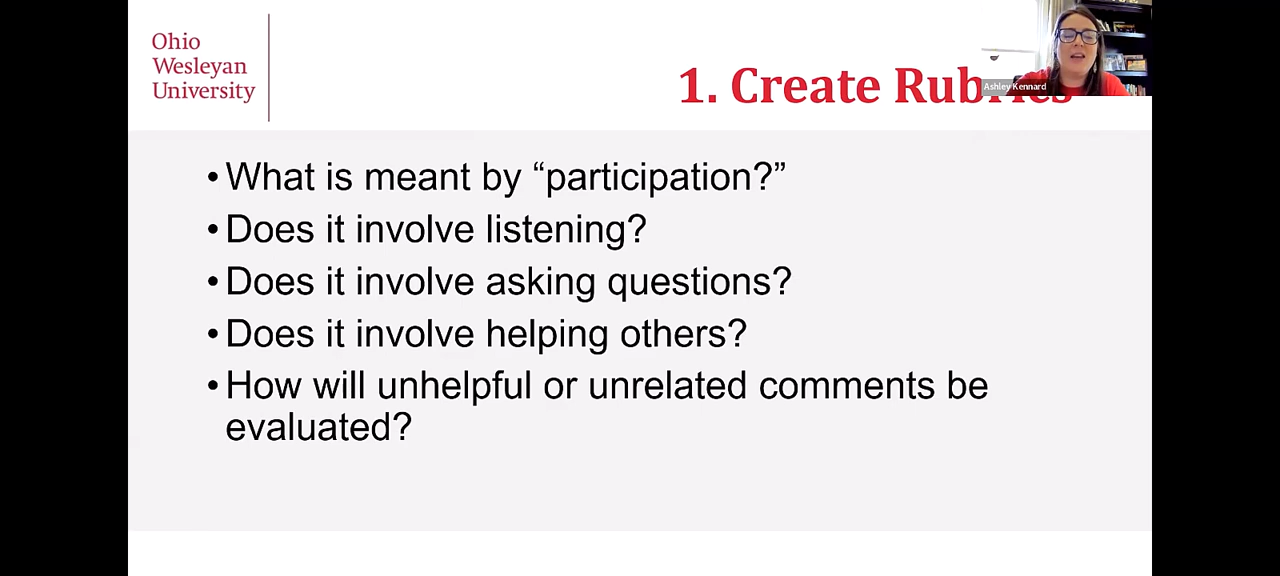 Ohio
Wesleyan
University
1. Create Rubrics
Ashley Kennard
• What is meant by “participation?”
• Does it involve listening?
• Does it involve asking questions?
• Does it involve helping others?
• How will unhelpful or unrelated comments be
evaluated?